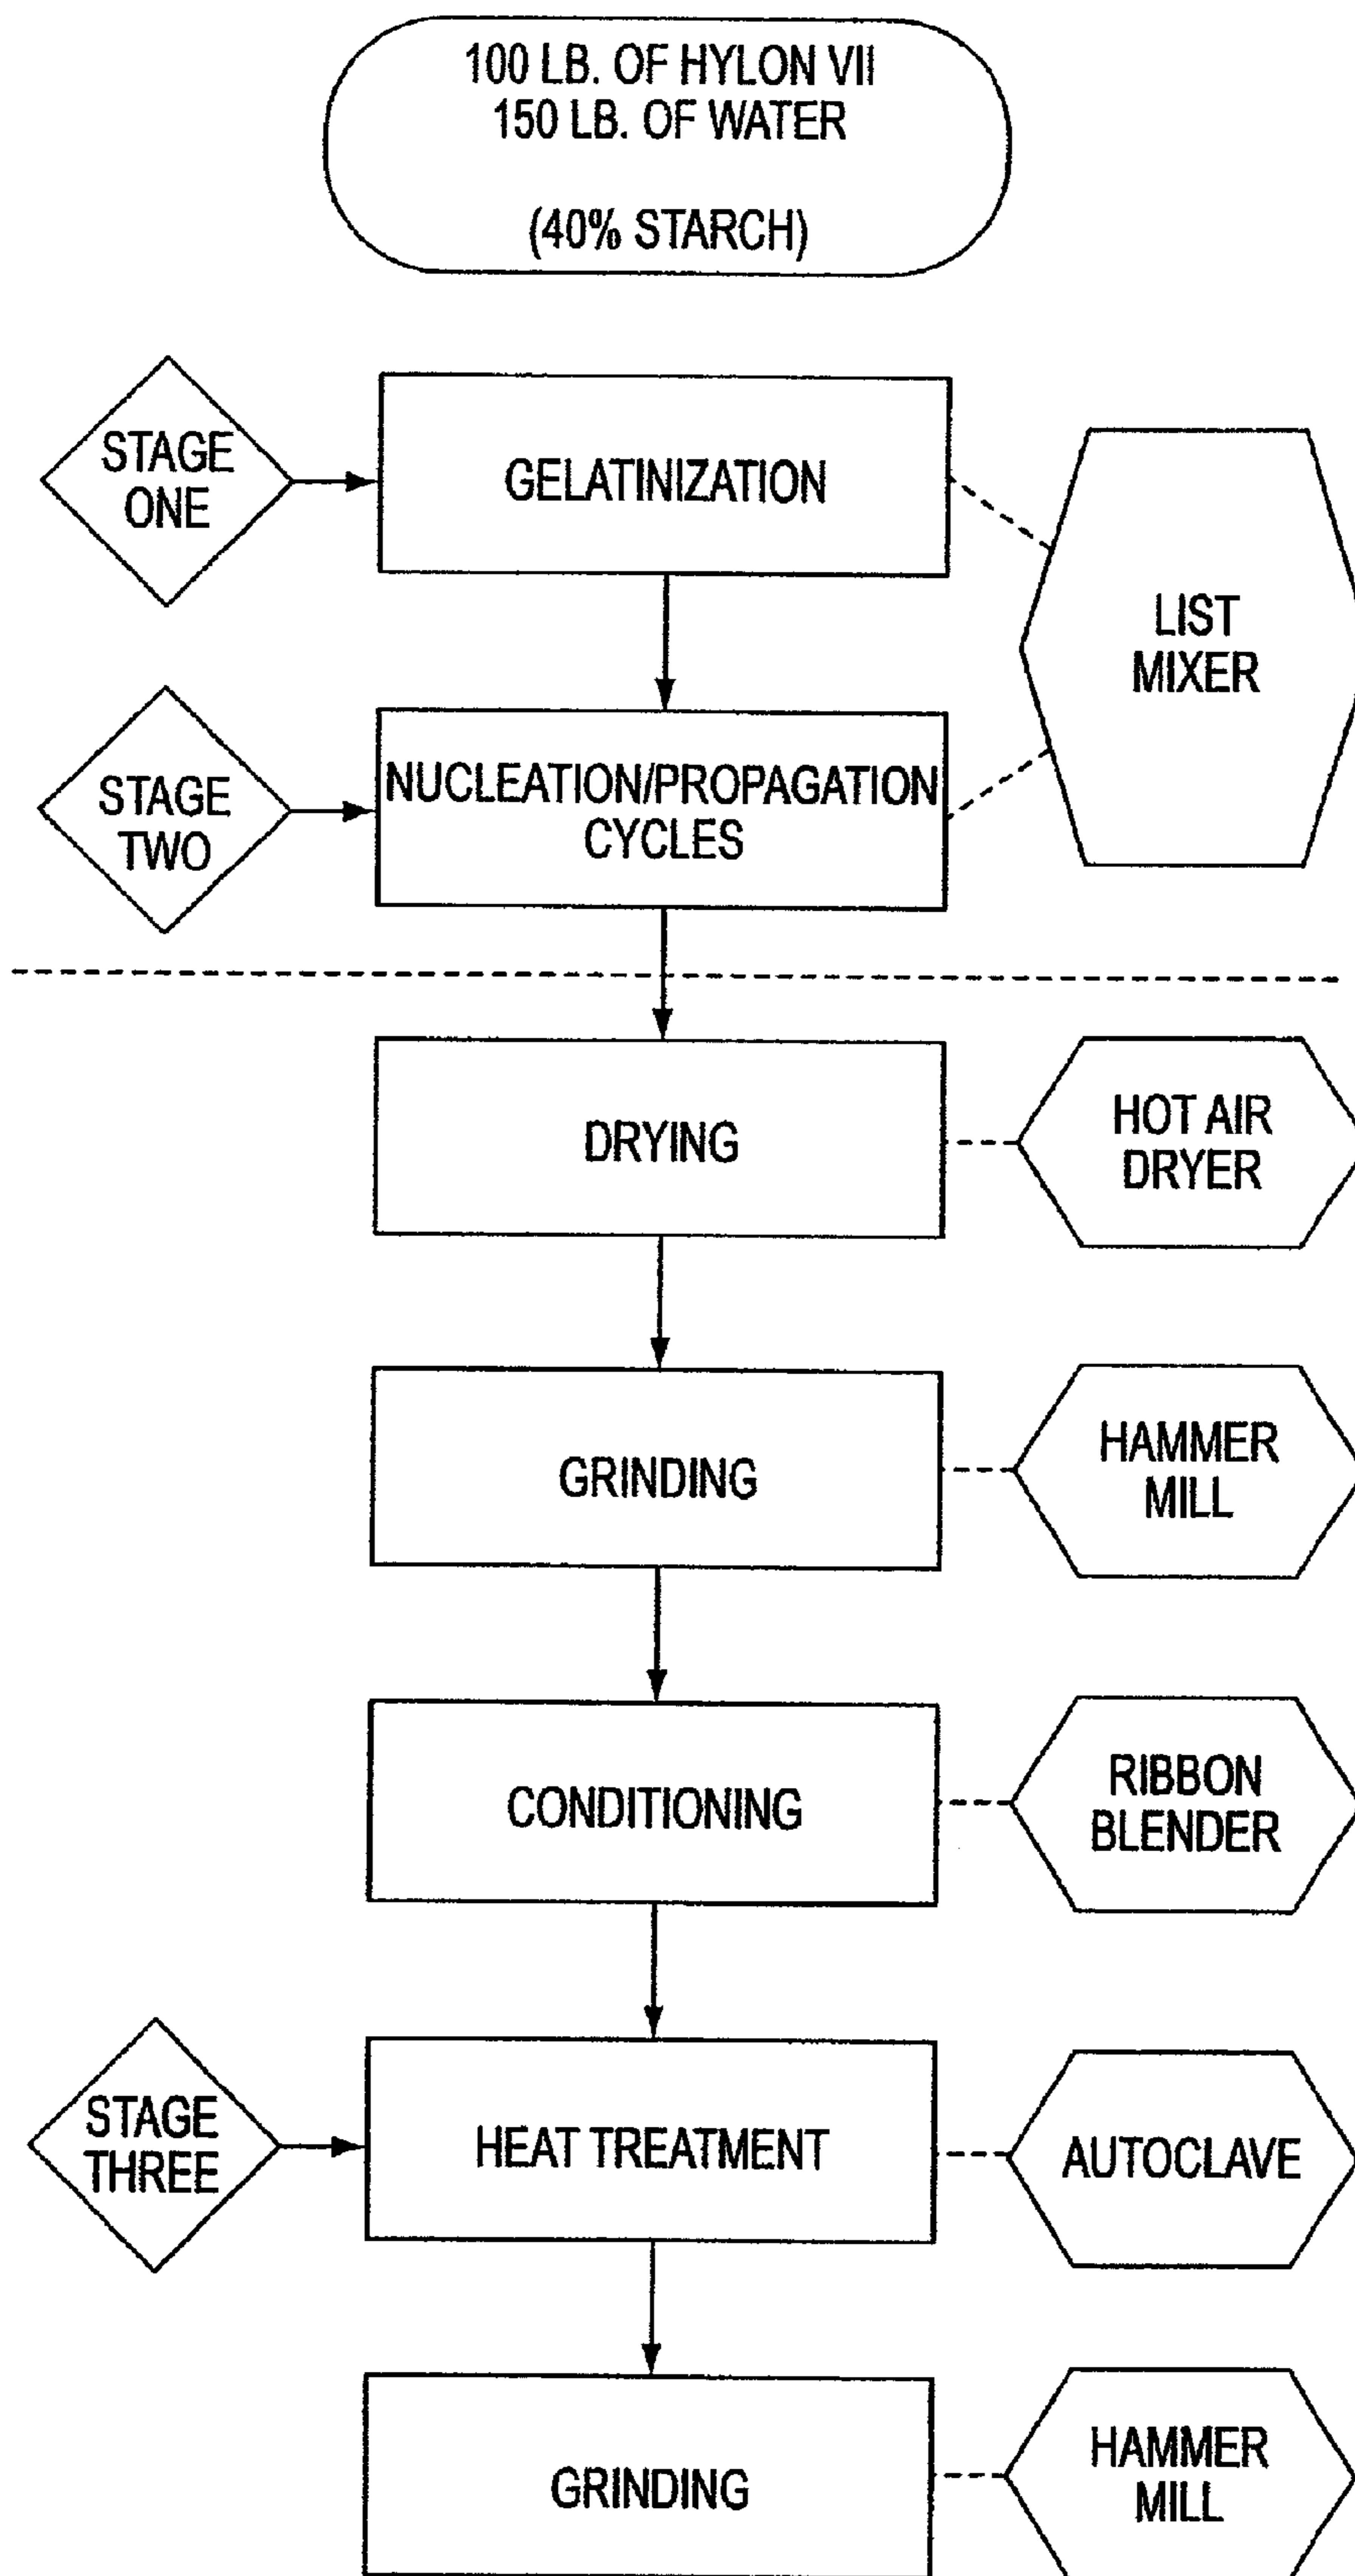 100 LB. OF HYLON VII
150 LB. OF WATER
(40% STARCH)
STAGE
ONE
GELATINIZATION
LIST
MIXER
STAGE
TWO
NUCLEATION/PROPAGATION
CYCLES
DRYING
HOT AIR
DRYER
GRINDING
HAMMER
MILL
CONDITIONING
RIBBON
BLENDER
STAGE
THREE
HEAT TREATMENT
AUTOCLAVE
GRINDING
HAMMER
MILL